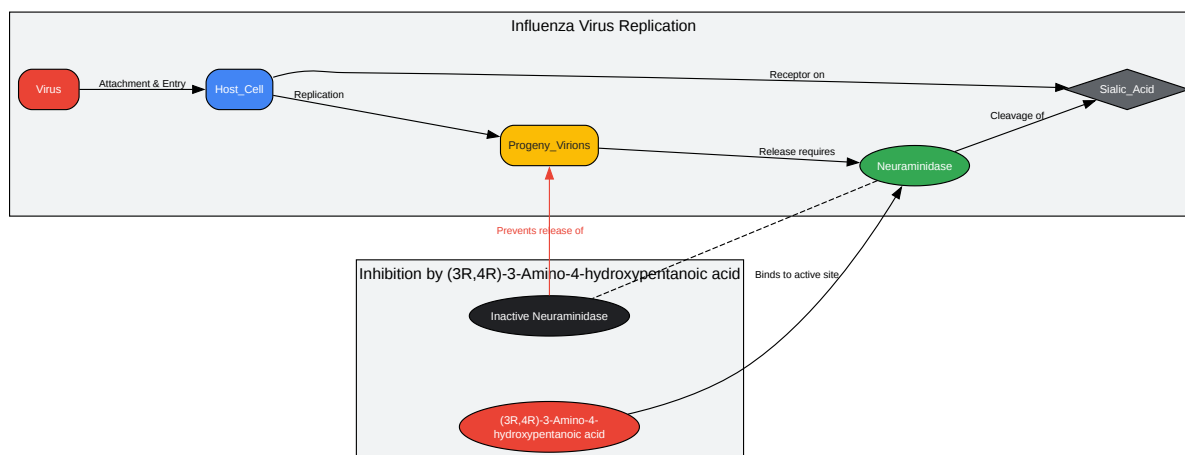 Influenza Virus Replication
Virus
Attachment & Entry
Host_Cell
Receptor on
Sialic_Acid
Replication
Cleavage of
Progeny_Virions
Release requires
Neuraminidase
Prevents release of
Inhibition by (3R,4R)-3-Amino-4-hydroxypentanoic acid
Binds to active site
Inactive Neuraminidase
(3R,4R)-3-Amino-4-
hydroxypentanoic acid